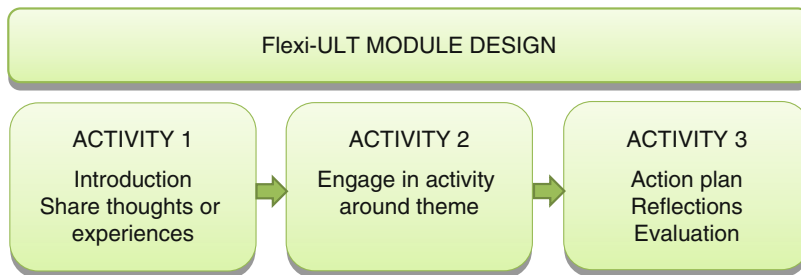 Flexi-ULT MODULE DESIGN
ACTIVITY 1
Introduction
Share thoughts or
experiences
ACTIVITY 2
Engage in activity
around theme
ACTIVITY 3
Action plan
Reflections
Evaluation